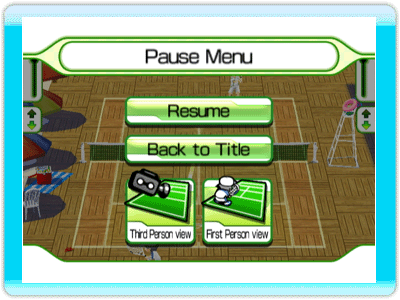 Pause Menu
Resume
Back to Title
Third Person view
First Person view